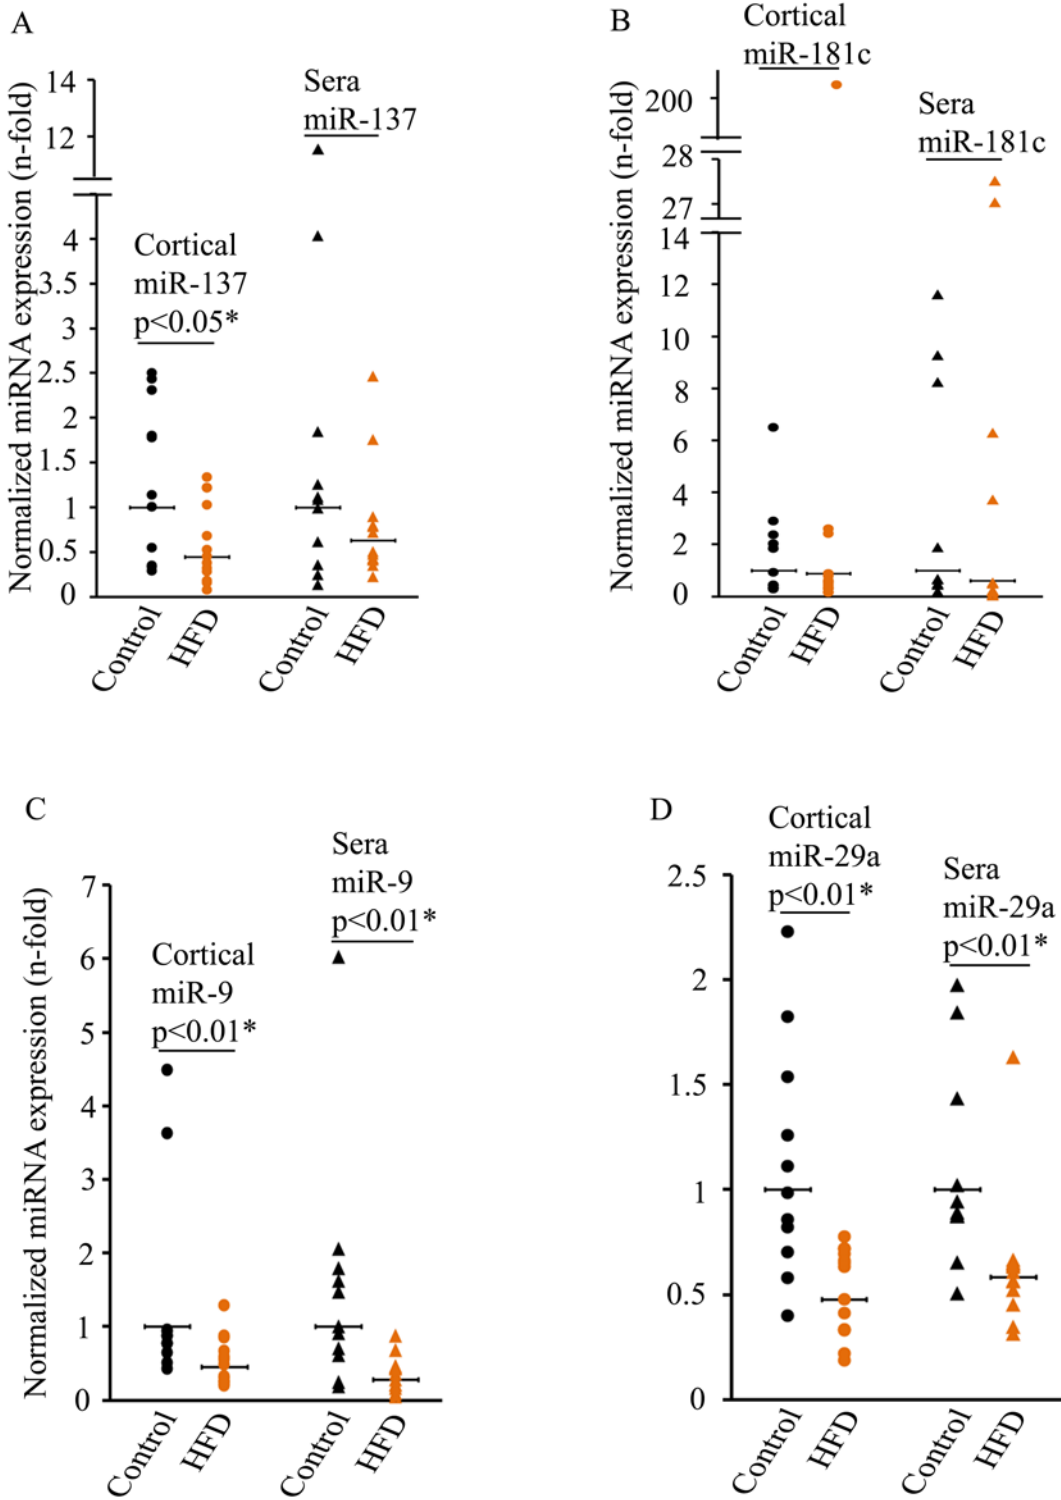 A
Normalized miRNA expression (n-fold)
14
12
4
3.5
3
2.5
2
1.5
1
0.5
0
Cortical
miR-137
p<0.05*
Sera
miR-137
Control
HFD
Control
HFD
B
Normalized miRNA expression (n-fold)
200
28
27
14
12
10
8
6
4
2
0
Cortical
miR-181c
Sera
miR-181c
Control
HFD
Control
HFD
C
Normalized miRNA expression (n-fold)
7
6
5
4
3
2
1
0
Cortical
miR-9
p<0.01*
Sera
miR-9
p<0.01*
Control
HFD
Control
HFD
D
2.5
2
1.5
1
0.5
0
Cortical
miR-29a
p<0.01*
Sera
miR-29a
p<0.01*
Control
HFD
Control
HFD